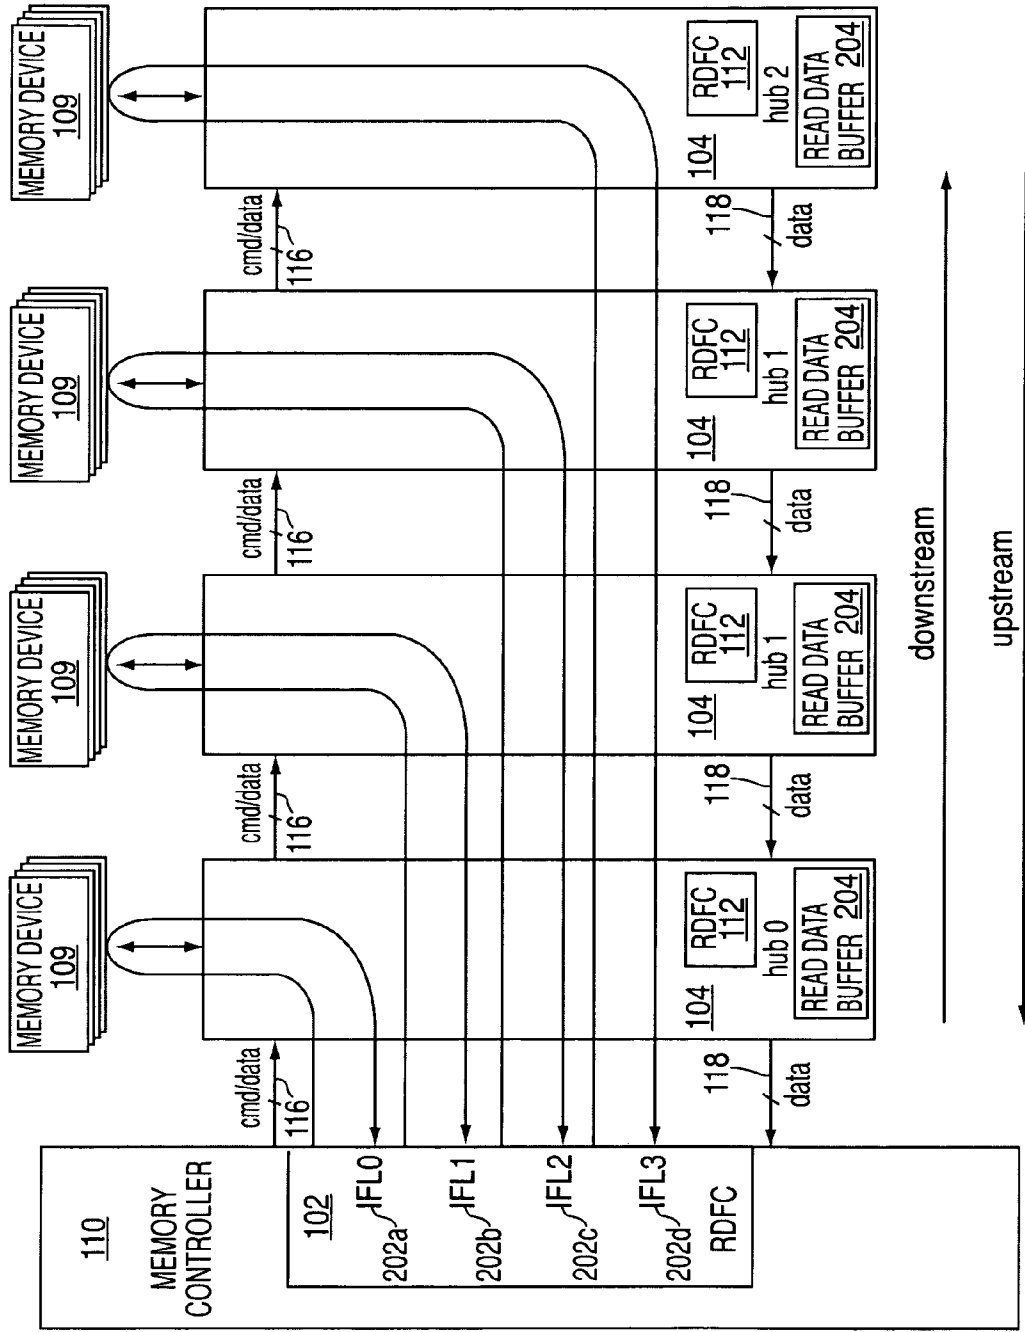 110
MEMORY
CONTROLLER
102
IFL0
202a
IFL1
202b
IFL2
202c
IFL3
202d
RDFC
cmd/data
116
118
data
MEMORY DEVICE
109
104
RDFC
112
hub 0
READ DATA
BUFFER 204
cmd/data
116
118
data
MEMORY DEVICE
109
104
RDFC
112
hub 1
READ DATA
BUFFER 204
cmd/data
116
118
data
MEMORY DEVICE
109
104
RDFC
112
hub 1
READ DATA
BUFFER 204
cmd/data
116
118
data
MEMORY DEVICE
109
104
RDFC
112
hub 2
READ DATA
BUFFER 204
downstream
upstream